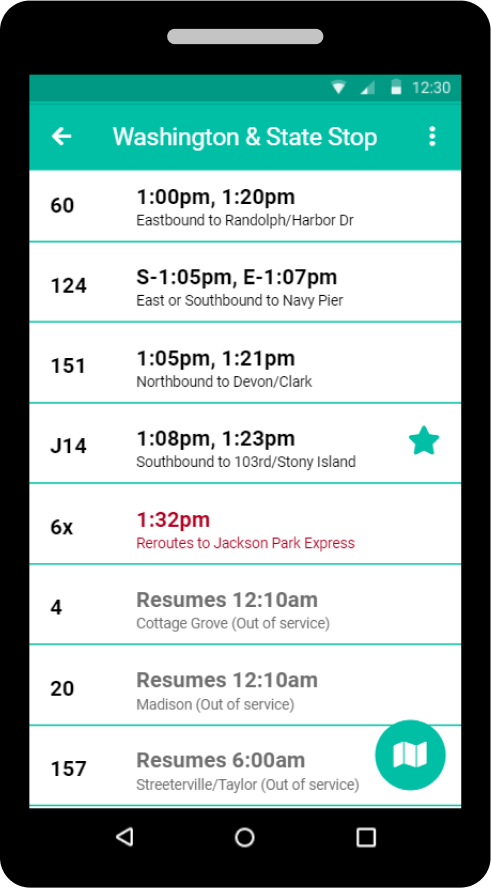 12:30
Washington & State Stop
60
1:00pm, 1:20pm
Eastbound to Randolph/Harbor Dr
124
S-1:05pm, E-1:07pm
East or Southbound to Navy Pier
151
1:05pm, 1:21pm
Northbound to Devon/Clark
J14
1:08pm, 1:23pm
Southbound to 103rd/Stony Island
6x
1:32pm
Reroutes to Jackson Park Express
4
Resumes 12:10am
Cottage Grove (Out of service)
20
Resumes 12:10am
Madison (Out of service)
157
Resumes 6:00am
Streeterville/Taylor (Out of service)